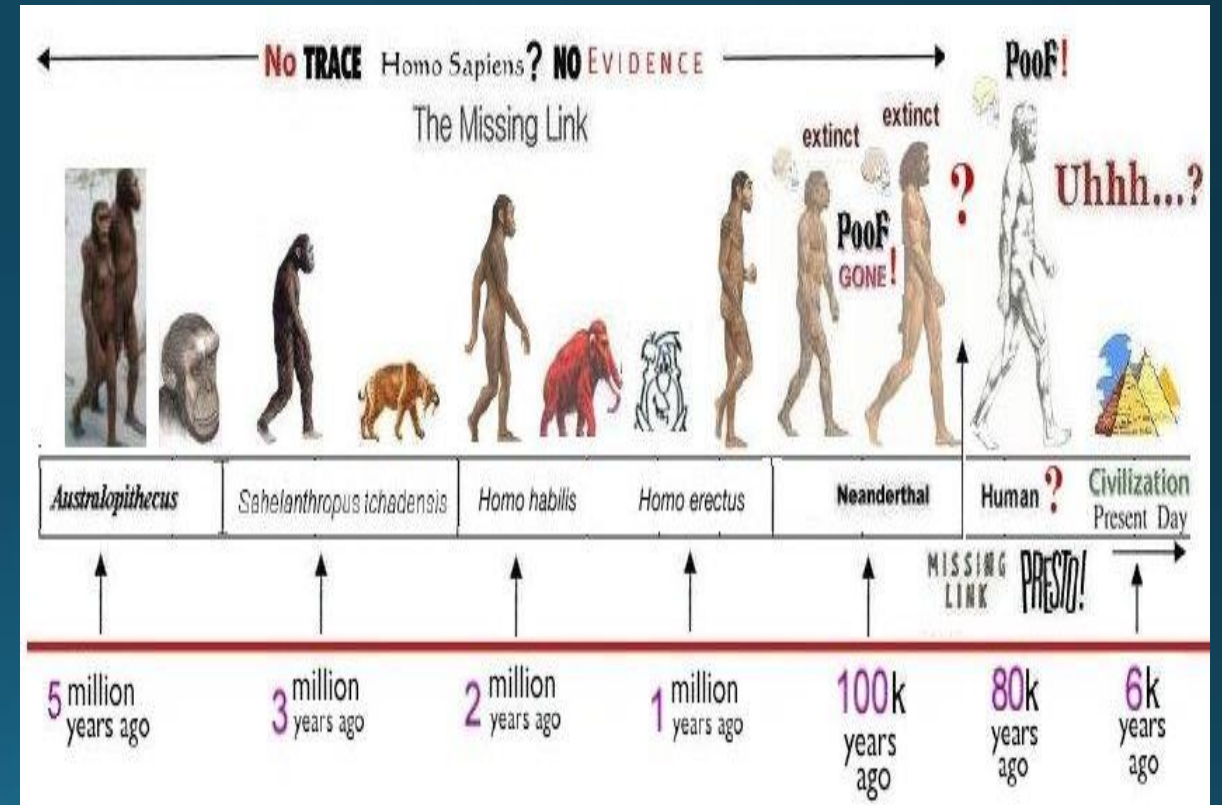 No TRACE Homo Sapiens? NO EVIDENCE
The Missing Link
PooF!
extinct
extinct
?
Uhhh...?
PooF
GONE!
Australopithecus
Sahelanthropus tchadensis
Homo habilis
Homo erectus
Neanderthal
Human?
Civilization
Present Day
MISSING
LINK
PRESTO!
5 million
years ago
3 million
years ago
2 million
years ago
1 million
years ago
100k
years
ago
80k
years
ago
6k
years
ago